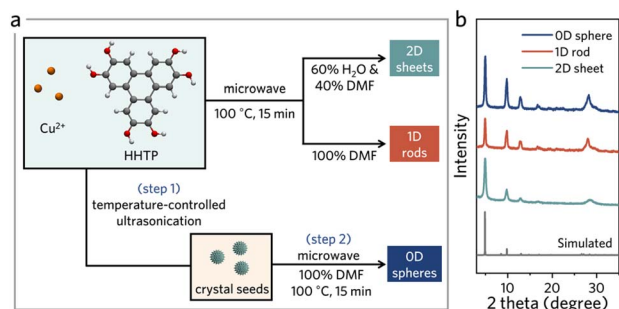 a
Cu²⁺
HHTP
microwave
100 °C, 15 min
60% H₂O &
40% DMF
2D
sheets
100% DMF
1D
rods
(step 1)
temperature-controlled
ultrasonication
crystal seeds
(step 2)
microwave
100% DMF
100 °C, 15 min
0D
spheres
b
0D sphere
1D rod
2D sheet
Intensity
Simulated
10 20 30
2 theta (degree)